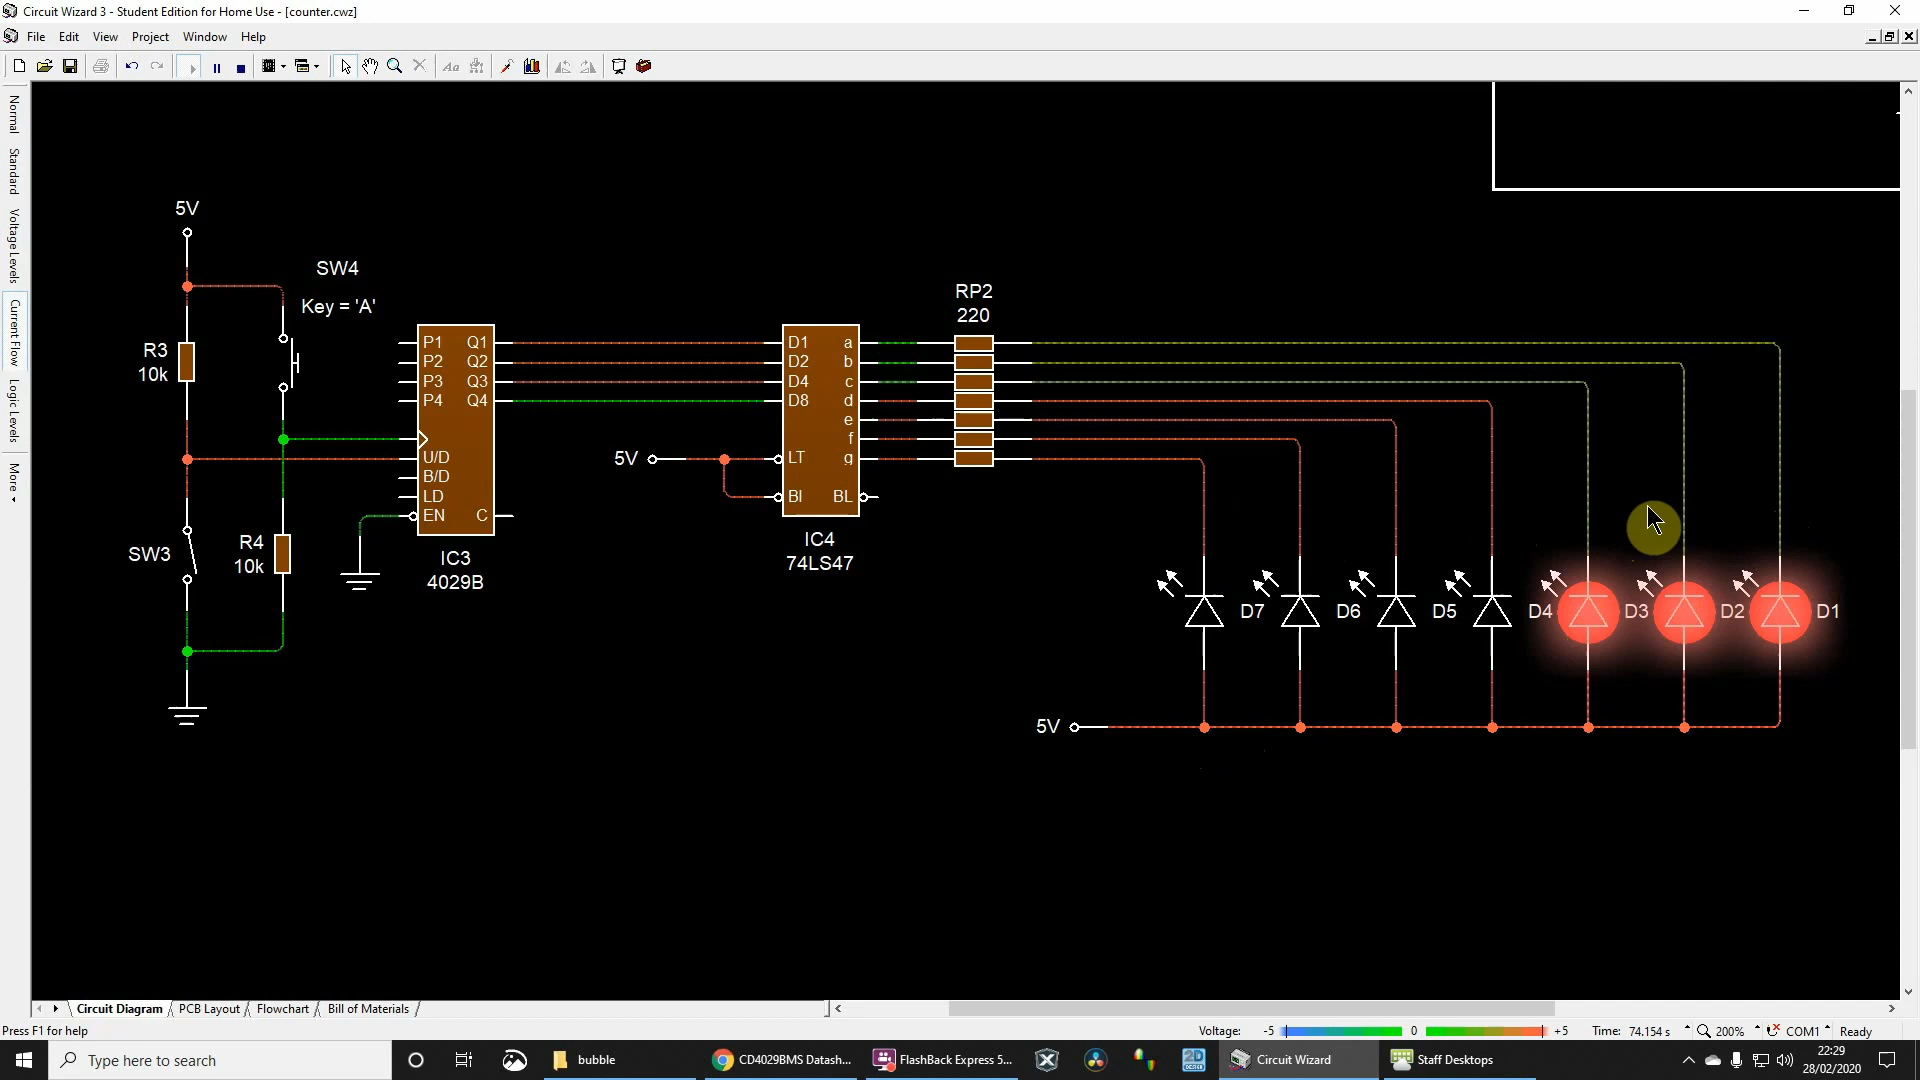 Circuit Wizard 3 - Student Edition for Home Use - [counter.cwz]
File Edit View Project Window Help
Normal
Standard
Voltage Levels
Current Flow
Logic Levels
More
5V
SW4
Key = 'A'
R3
10k
SW3
R4
10k
P1 Q1
P2 Q2
P3 Q3
P4 Q4
U/D
B/D
LD
EN C
IC3
4029B
5V
D1 a
D2 b
D4 c
D8 d
e
f
LT g
BI BL
IC4
74LS47
RP2
220
D7 D6 D5 D4 D3 D2 D1
5V
Circuit Diagram PCB Layout Flowchart Bill of Materials
Press F1 for help
Voltage: -5 0 +5 Time: 74.154 s 200% COM1 Ready
Type here to search
bubble
CD4029BMS Datash...
FlashBack Express 5...
2D
DESIGN
Circuit Wizard
Staff Desktops
22:29
28/02/2020